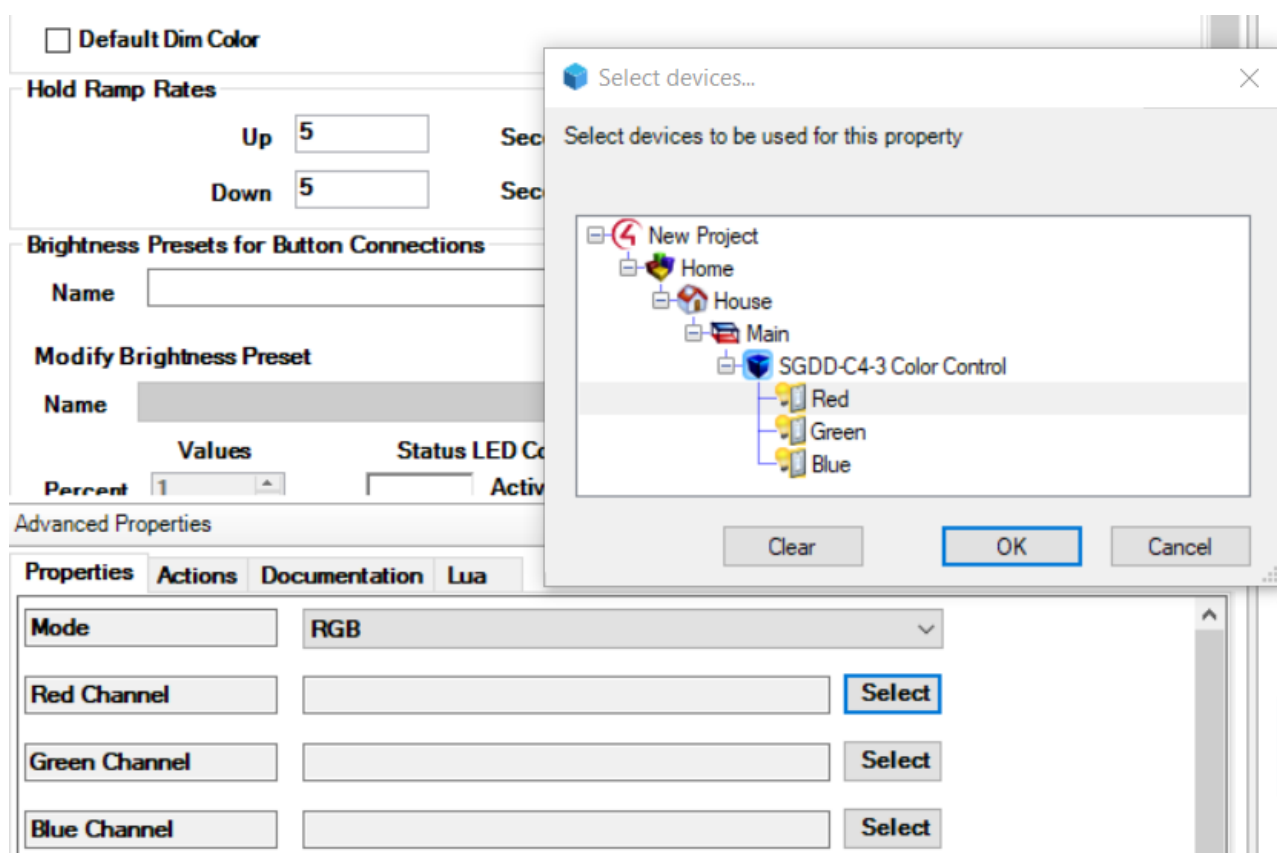 Default Dim Color
Hold Ramp Rates
Up 5 Sec
Down 5 Sec
Brightness Presets for Button Connections
Name
Modify Brightness Preset
Name
Values Status LED Co
Percent 1 Activ
Select devices...
Select devices to be used for this property
New Project
Home
House
Main
SGDD-C4-3 Color Control
Red
Green
Blue
Clear OK Cancel
Advanced Properties
Properties Actions Documentation Lua
Mode RGB
Red Channel Select
Green Channel Select
Blue Channel Select